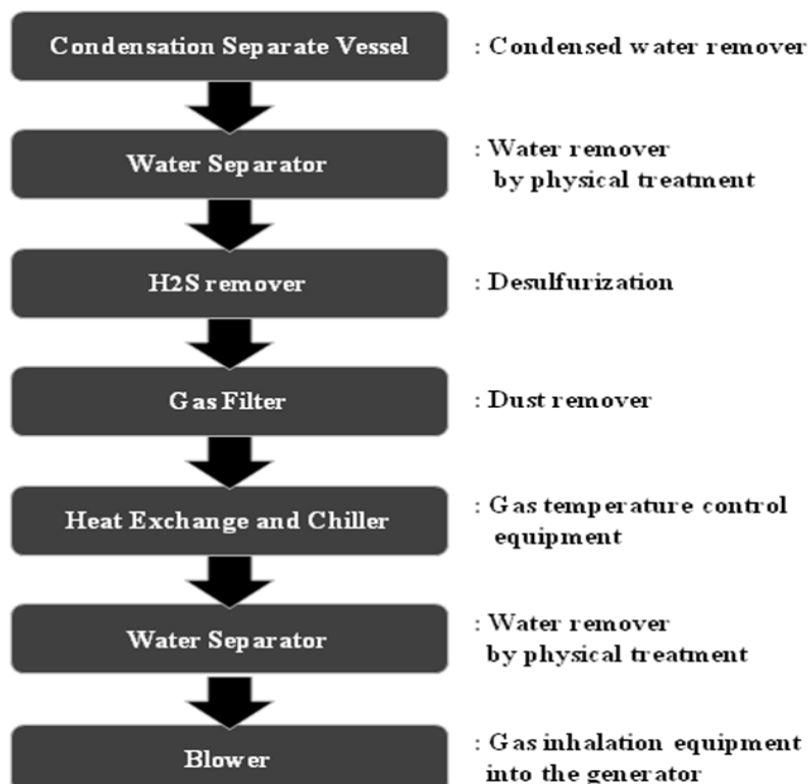 Condensation Separate Vessel : Condensed water remover
Water Separator : Water remover
by physical treatment
H2S remover : Desulfurization
Gas Filter : Dust remover
Heat Exchange and Chiller : Gas temperature control
equipment
Water Separator : Water remover
by physical treatment
Blower : Gas inhalation equipment
into the generator